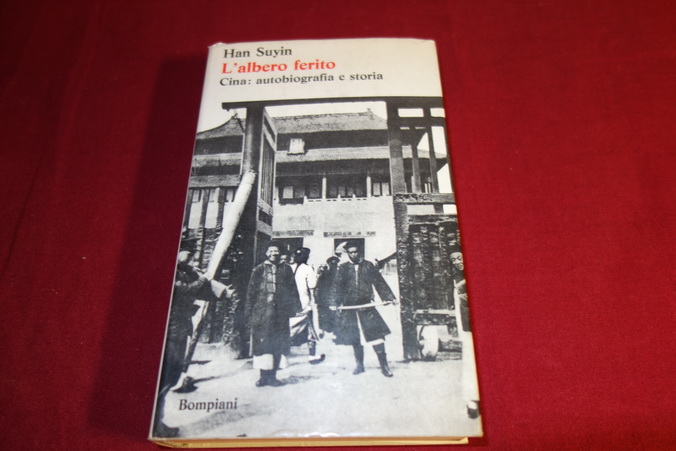 Han Suyin
L'albero ferito
Cina: autobiografia e storia
Bompiani